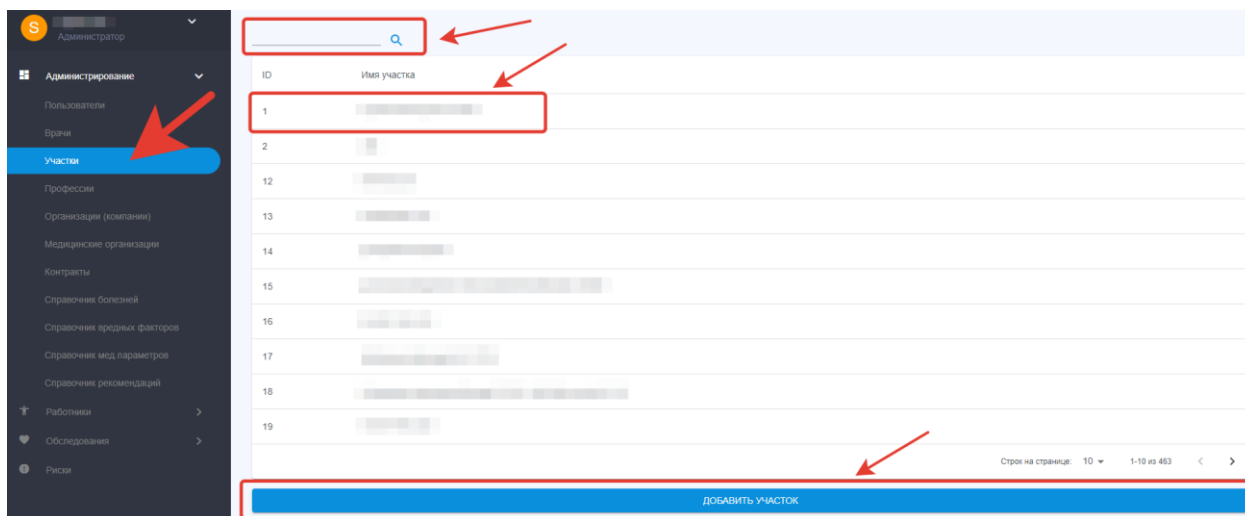 S
Администратор
Администрирование
Пользователи
Врачи
Участки
Профессии
Организации (компании)
Медицинские организации
Контракты
Справочник болезней
Справочник вредных факторов
Справочник мед параметров
Справочник рекомендаций
Работники
Обследования
Риски
ID Имя участка
1
2
12
13
14
15
16
17
18
19
Строк на странице: 10 1-10 из 463
ДОБАВИТЬ УЧАСТОК